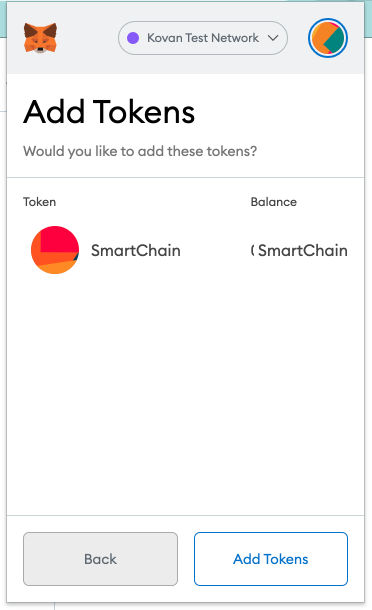 Kovan Test Network
Add Tokens
Would you like to add these tokens?
Token Balance
SmartChain SmartChain
Back Add Tokens